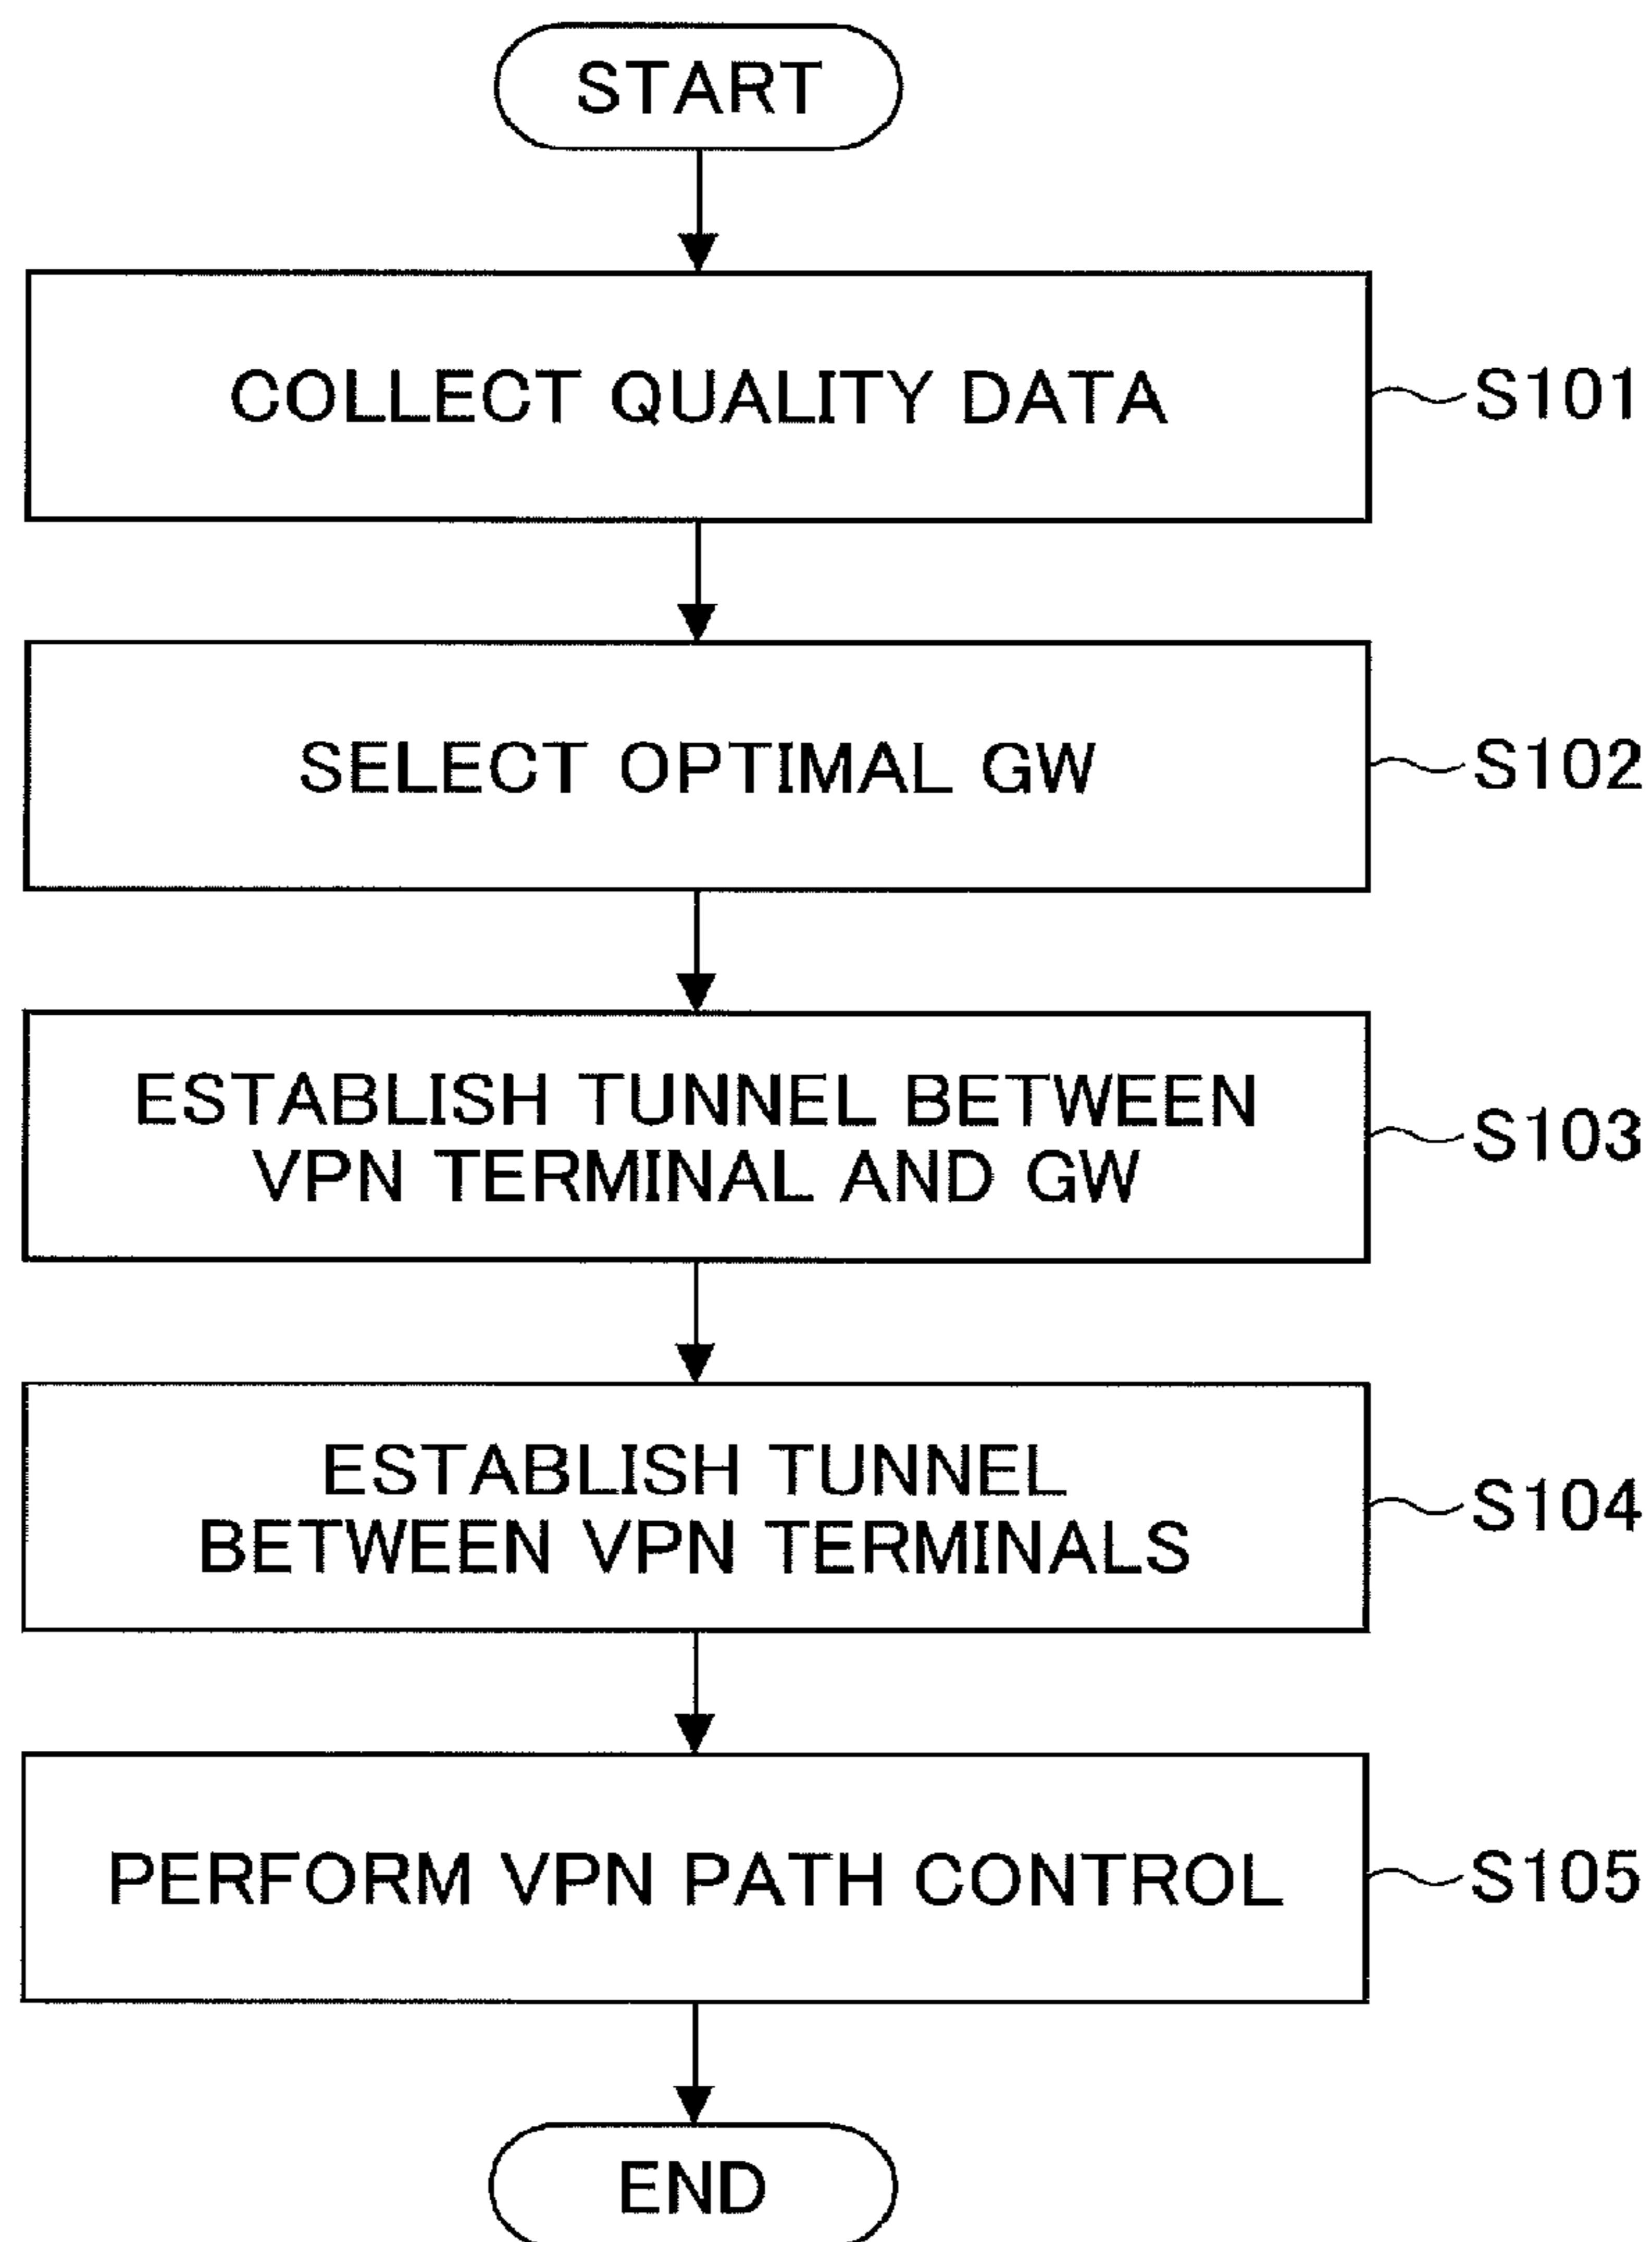 START
COLLECT QUALITY DATA
S101
SELECT OPTIMAL GW
S102
ESTABLISH TUNNEL BETWEEN
VPN TERMINAL AND GW
S103
ESTABLISH TUNNEL
BETWEEN VPN TERMINALS
S104
PERFORM VPN PATH CONTROL
S105
END